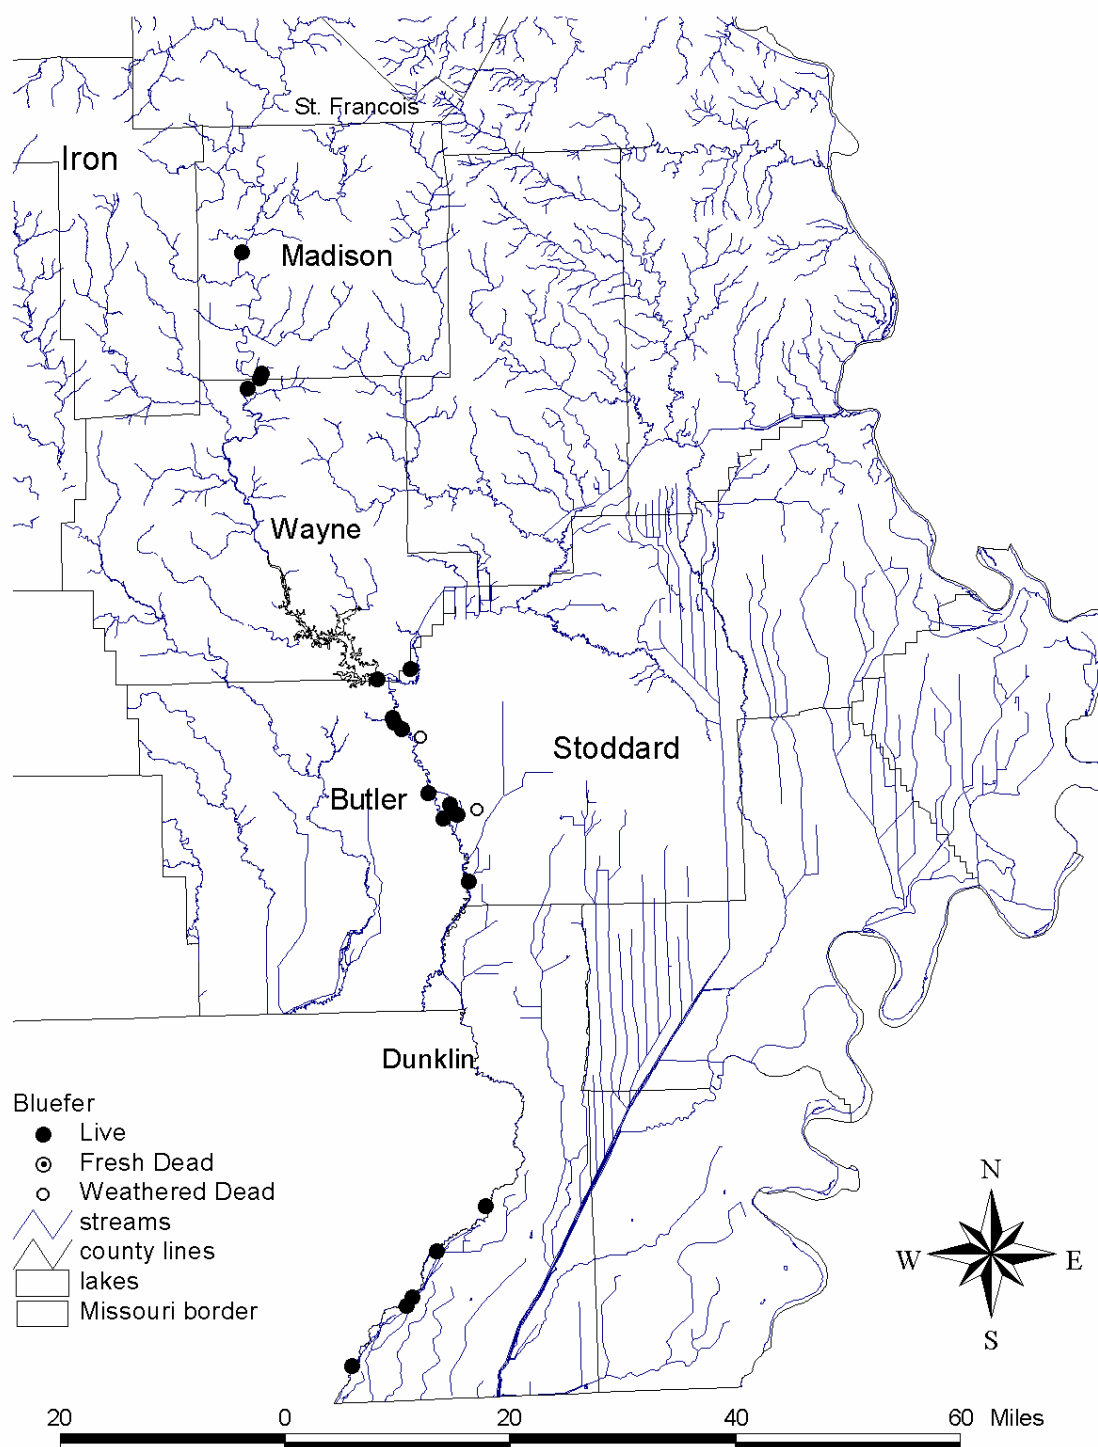 St. Francois
Iron
Madison
Wayne
Stoddard
Butler
Dunklin
Bluefer
Live
Fresh Dead
Weathered Dead
streams
county lines
lakes
Missouri border
N
W E
S
20 0 20 40 60 Miles